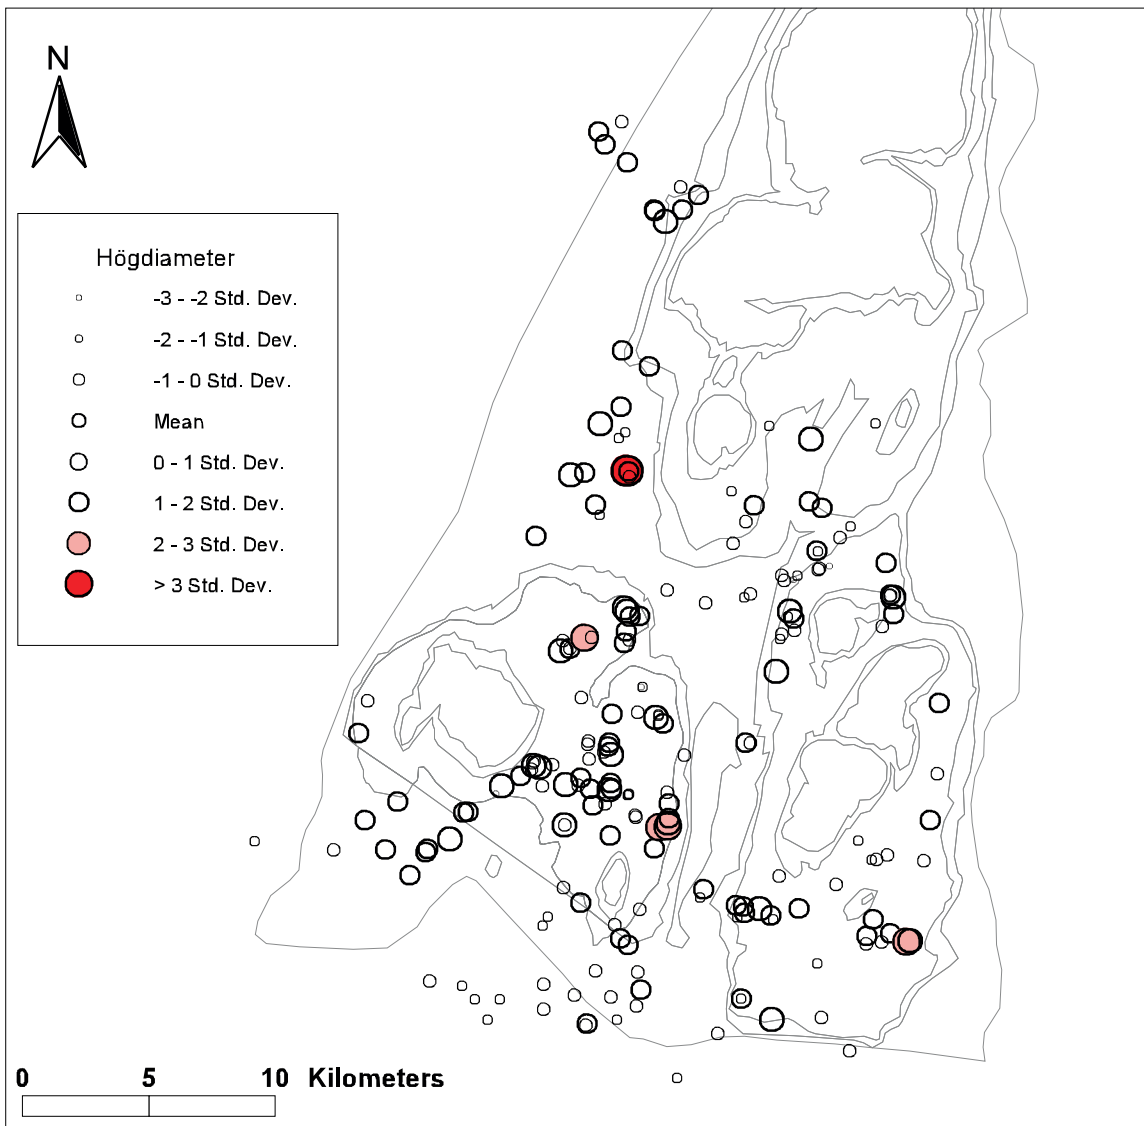 N
Högdiameter
-3 - -2 Std. Dev.
-2 - -1 Std. Dev.
-1 - 0 Std. Dev.
Mean
0 - 1 Std. Dev.
1 - 2 Std. Dev.
2 - 3 Std. Dev.
> 3 Std. Dev.
0 5 10 Kilometers